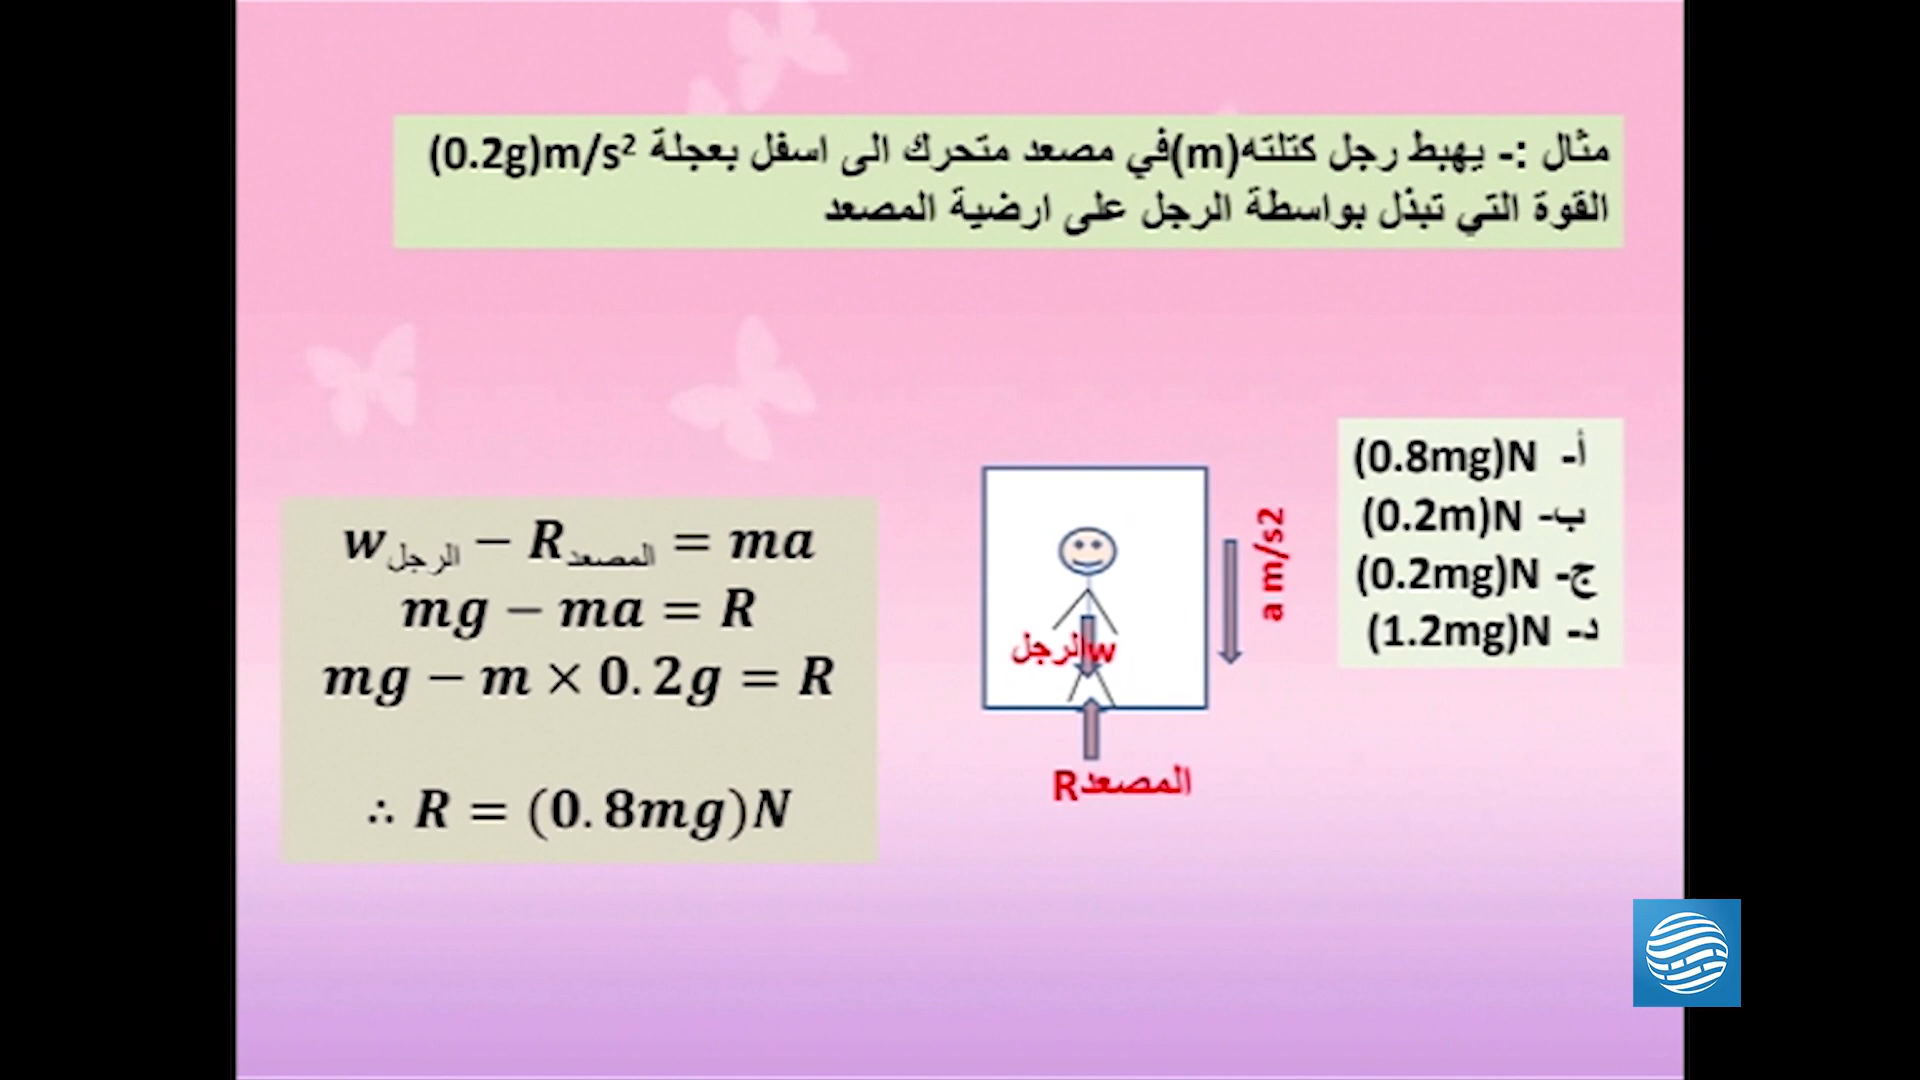 مثال :- يهبط رجل كتلته(m)في مصعد متحرك الى اسفل بعجلة (0.2g)m/s²
القوة التي تبذل بواسطة الرجل على ارضية المصعد
أ- (0.8mg)N
ب- (0.2m)N
ج- (0.2mg)N
د- (1.2mg)N
a m/s2
wالرجل
Rالمصعد
w الرجل − R المصعد = ma
mg − ma = R
mg − m × 0.2g = R
∴ R = (0.8mg)N